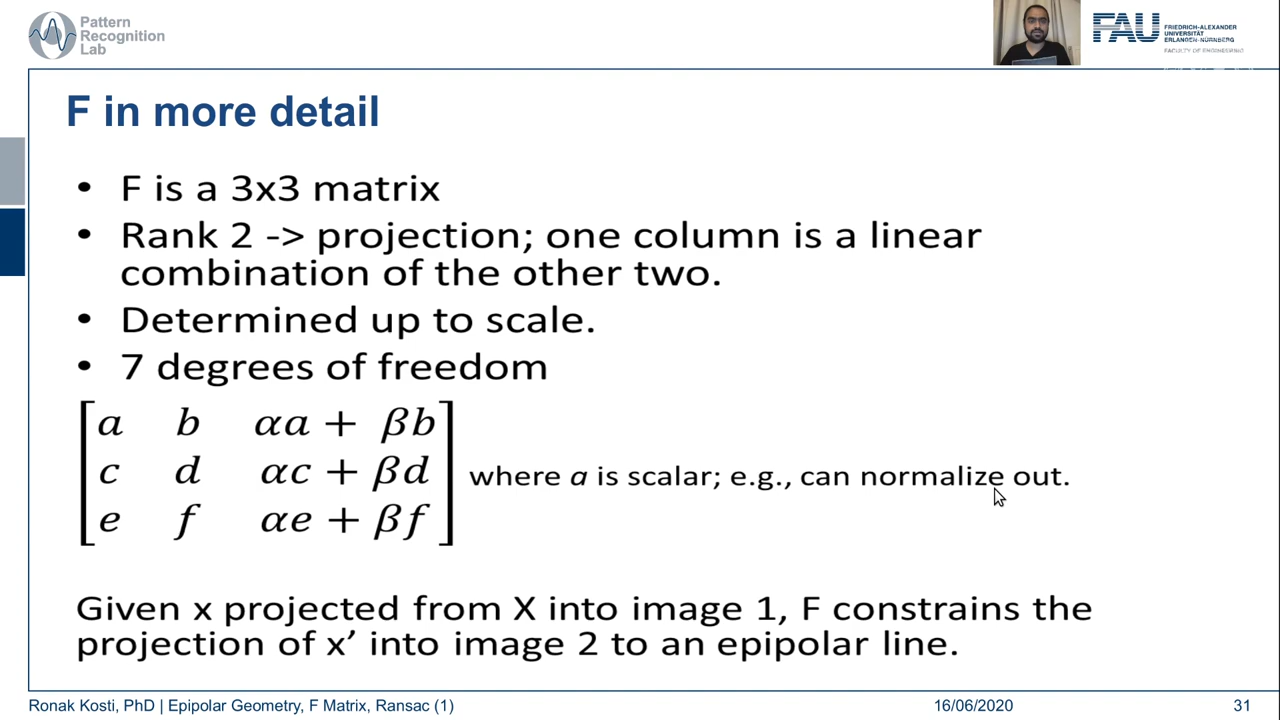 Pattern
Recognition
Lab
FAU
FRIEDRICH-ALEXANDER
UNIVERSITÄT
ERLANGEN-NÜRNBERG
FACULTY OF ENGINEERING
F in more detail
• F is a 3x3 matrix
• Rank 2 -> projection; one column is a linear
combination of the other two.
• Determined up to scale.
• 7 degrees of freedom
a b αa + βb
c d αc + βd
e f αe + βf
where a is scalar; e.g., can normalize out.
Given x projected from X into image 1, F constrains the
projection of x’ into image 2 to an epipolar line.
Ronak Kosti, PhD | Epipolar Geometry, F Matrix, Ransac (1)
16/06/2020
31